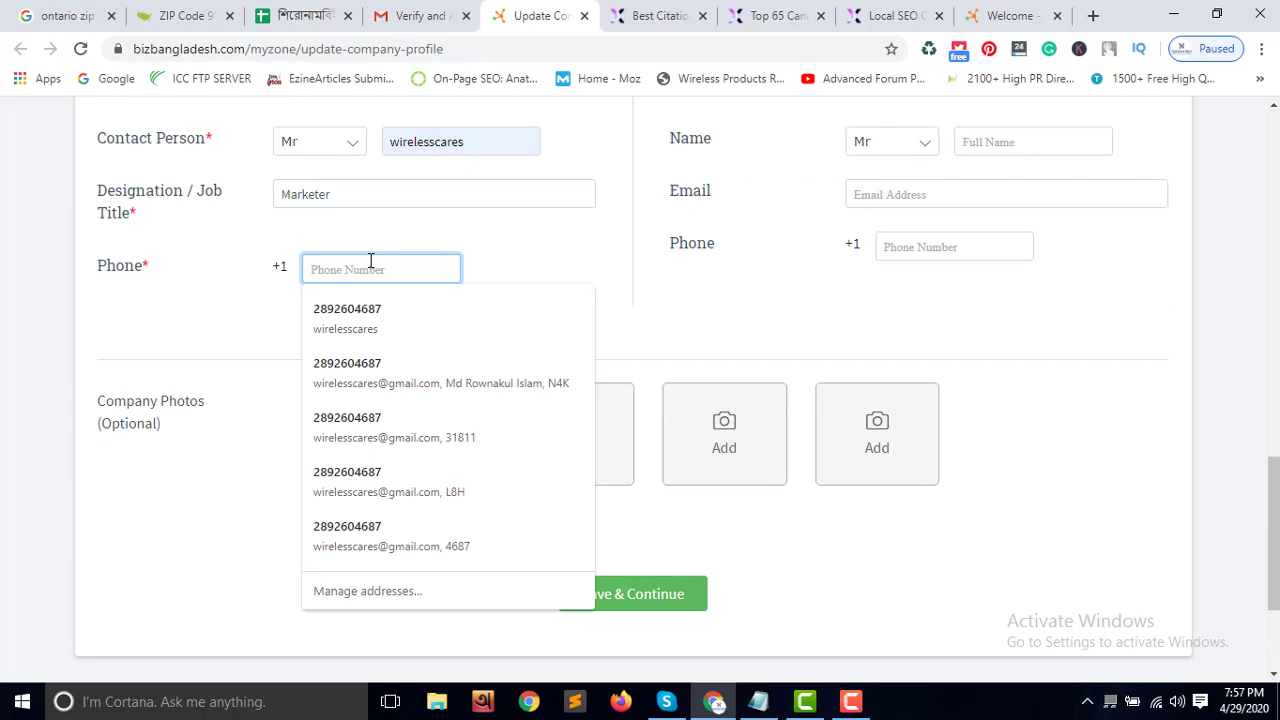 ontario zip
ZIP Code 9
শিরোনামবি
Verify and A
Update Com
Best Citatio
Top 65 Cana
Local SEO C
Welcome -
bizbangladesh.com/myzone/update-company-profile
free
24
IQ
Paused
Apps
Google
ICC FTP SERVER
EzineArticles Submi...
On-Page SEO: Anat...
Home - Moz
Wireless Products R...
Advanced Forum P...
2100+ High PR Dire...
1500+ Free High Q...
Contact Person*
Mr
wirelesscares
Name
Mr
Full Name
Designation / Job Title*
Marketer
Email
Email Address
Phone*
+1
Phone Number
Phone
+1
Phone Number
2892604687
wirelesscares
2892604687
wirelesscares@gmail.com, Md Rownakul Islam, N4K
2892604687
wirelesscares@gmail.com, 31811
2892604687
wirelesscares@gmail.com, L8H
2892604687
wirelesscares@gmail.com, 4687
Manage addresses...
Company Photos
(Optional)
Add
Add
ve & Continue
Activate Windows
Go to Settings to activate Windows.
I'm Cortana. Ask me anything.
7:57 PM
4/29/2020